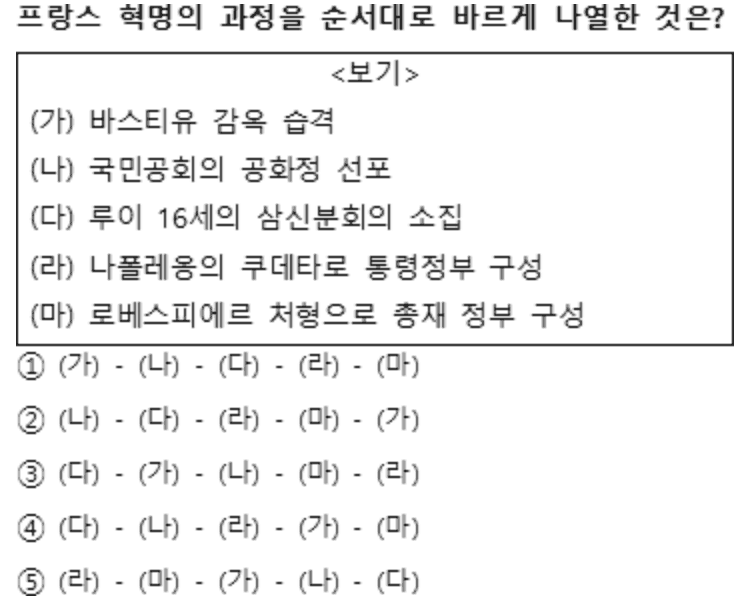 프랑스 혁명의 과정을 순서대로 바르게 나열한 것은?
<보기>
(가) 바스티유 감옥 습격
(나) 국민공회의 공화정 선포
(다) 루이 16세의 삼신분회의 소집
(라) 나폴레옹의 쿠데타로 통령정부 구성
(마) 로베스피에르 처형으로 총재 정부 구성
① (가) - (나) - (다) - (라) - (마)
② (나) - (다) - (라) - (마) - (가)
③ (다) - (가) - (나) - (마) - (라)
④ (다) - (나) - (라) - (가) - (마)
⑤ (라) - (마) - (가) - (나) - (다)